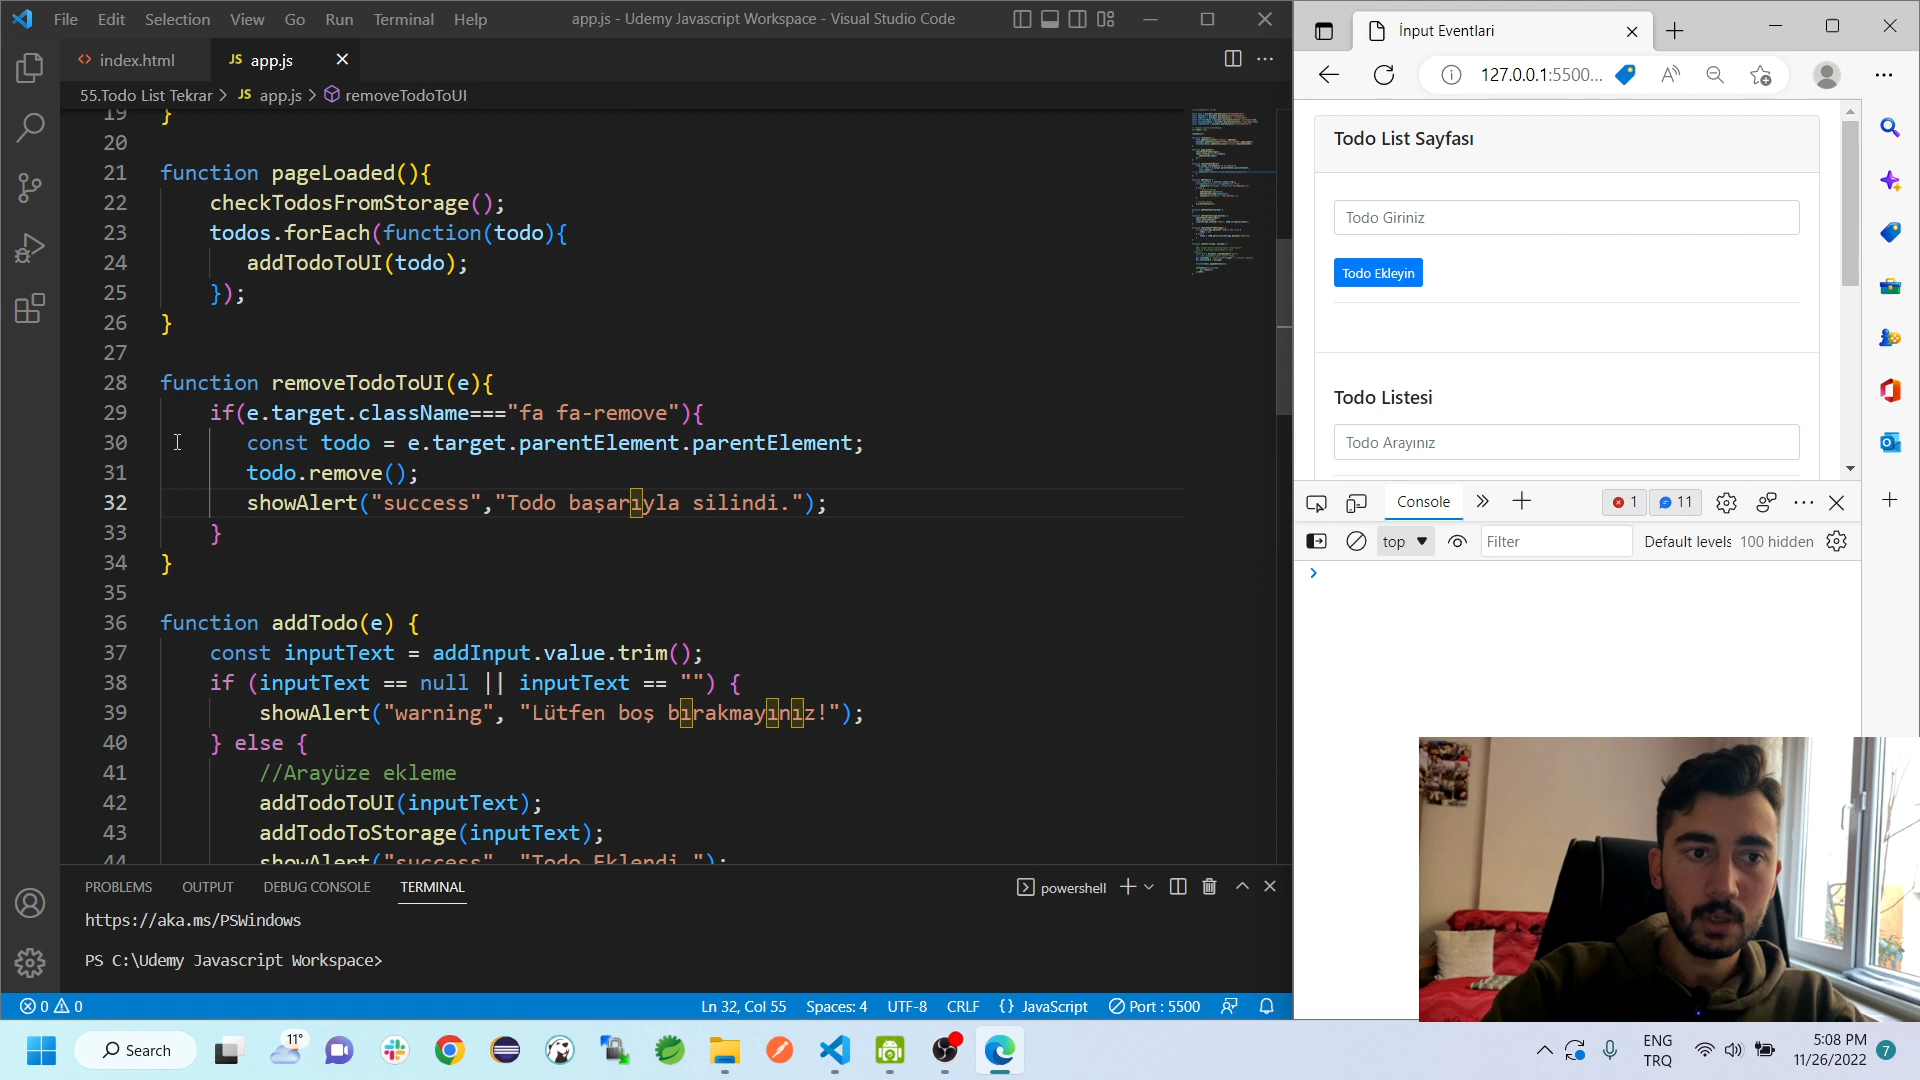 File Edit Selection View Go Run Terminal Help
app.js - Udemy Javascript Workspace - Visual Studio Code
index.html
JS app.js
55.Todo List Tekrar > JS app.js > removeTodoToUI
19 }
20
21 function pageLoaded(){
22 checkTodosFromStorage();
23 todos.forEach(function(todo){
24 addTodoToUI(todo);
25 });
26 }
27
28 function removeTodoToUI(e){
29 if(e.target.className==="fa fa-remove"){
30 const todo = e.target.parentElement.parentElement;
31 todo.remove();
32 showAlert("success","Todo başarıyla silindi.");
33 }
34 }
35
36 function addTodo(e) {
37 const inputText = addInput.value.trim();
38 if (inputText == null || inputText == "") {
39 showAlert("warning", "Lütfen boş bırakmayınız!");
40 } else {
41 //Arayüze ekleme
42 addTodoToUI(inputText);
43 addTodoToStorage(inputText);
44 showAlert("success", "Todo Eklendi.");
PROBLEMS OUTPUT DEBUG CONSOLE TERMINAL
powershell
https://aka.ms/PSWindows
PS C:\Udemy Javascript Workspace>
0 0
Ln 32, Col 55 Spaces: 4 UTF-8 CRLF {} JavaScript Port : 5500
İnput Eventlari
127.0.0.1:5500...
Todo List Sayfası
Todo Giriniz
Todo Ekleyin
Todo Listesi
Todo Arayınız
Console
1 11
top Filter Default levels 100 hidden
Search
11°
ENG
TRQ
5:08 PM
11/26/2022
7